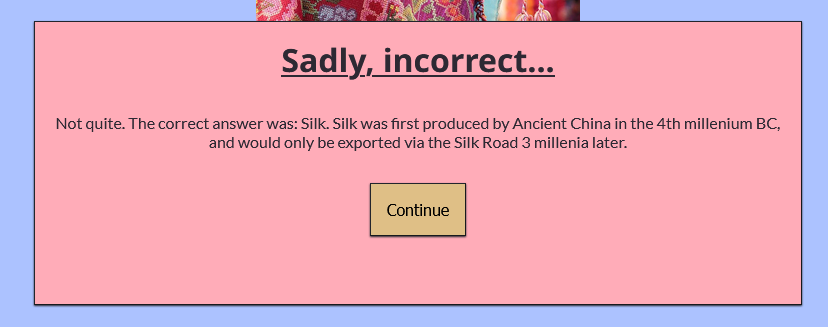 Sadly, incorrect...
Not quite. The correct answer was: Silk. Silk was first produced by Ancient China in the 4th millenium BC,
and would only be exported via the Silk Road 3 millenia later.
Continue